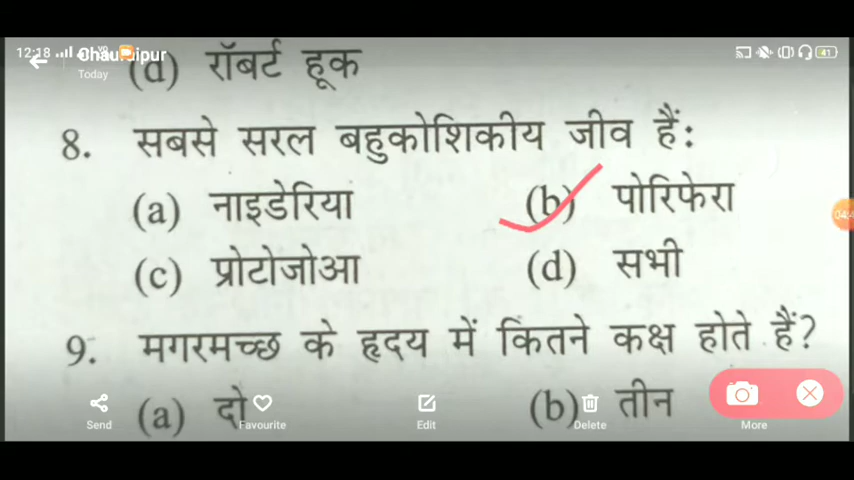 12:18
41
Today
(d) रॉबर्ट हूक
8. सबसे सरल बहुकोशिकीय जीव हैं:
(a) नाइडेरिया (b) पोरिफेरा
(c) प्रोटोजोआ (d) सभी
9. मगरमच्छ के हृदय में कितने कक्ष होते हैं?
(a) दो (b) तीन
Send Favourite Edit Delete More